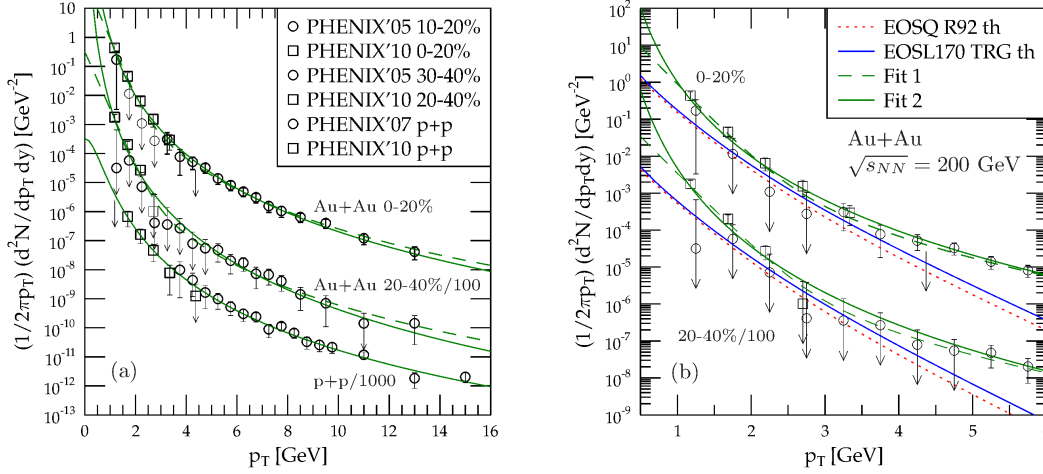 (1/2πpT) (d²N/dpTdy) [GeV⁻²]
10
1
10⁻¹
10⁻²
10⁻³
10⁻⁴
10⁻⁵
10⁻⁶
10⁻⁷
10⁻⁸
10⁻⁹
10⁻¹⁰
10⁻¹¹
10⁻¹²
10⁻¹³
PHENIX'05 10-20%
PHENIX'10 0-20%
PHENIX'05 30-40%
PHENIX'10 20-40%
PHENIX'07 p+p
PHENIX'10 p+p
Au+Au 0-20%
Au+Au 20-40%/100
p+p/1000
(a)
0 2 4 6 8 10 12 14 16
pT [GeV]
(1/2πpT) (d²N/dpTdy) [GeV⁻²]
10²
10¹
10⁰
10⁻¹
10⁻²
10⁻³
10⁻⁴
10⁻⁵
10⁻⁶
10⁻⁷
10⁻⁸
10⁻⁹
EOSQ R92 th
EOSL170 TRG th
Fit 1
Fit 2
0-20%
Au+Au
√sNN = 200 GeV
20-40%/100
(b)
1 2 3 4 5
pT [GeV]